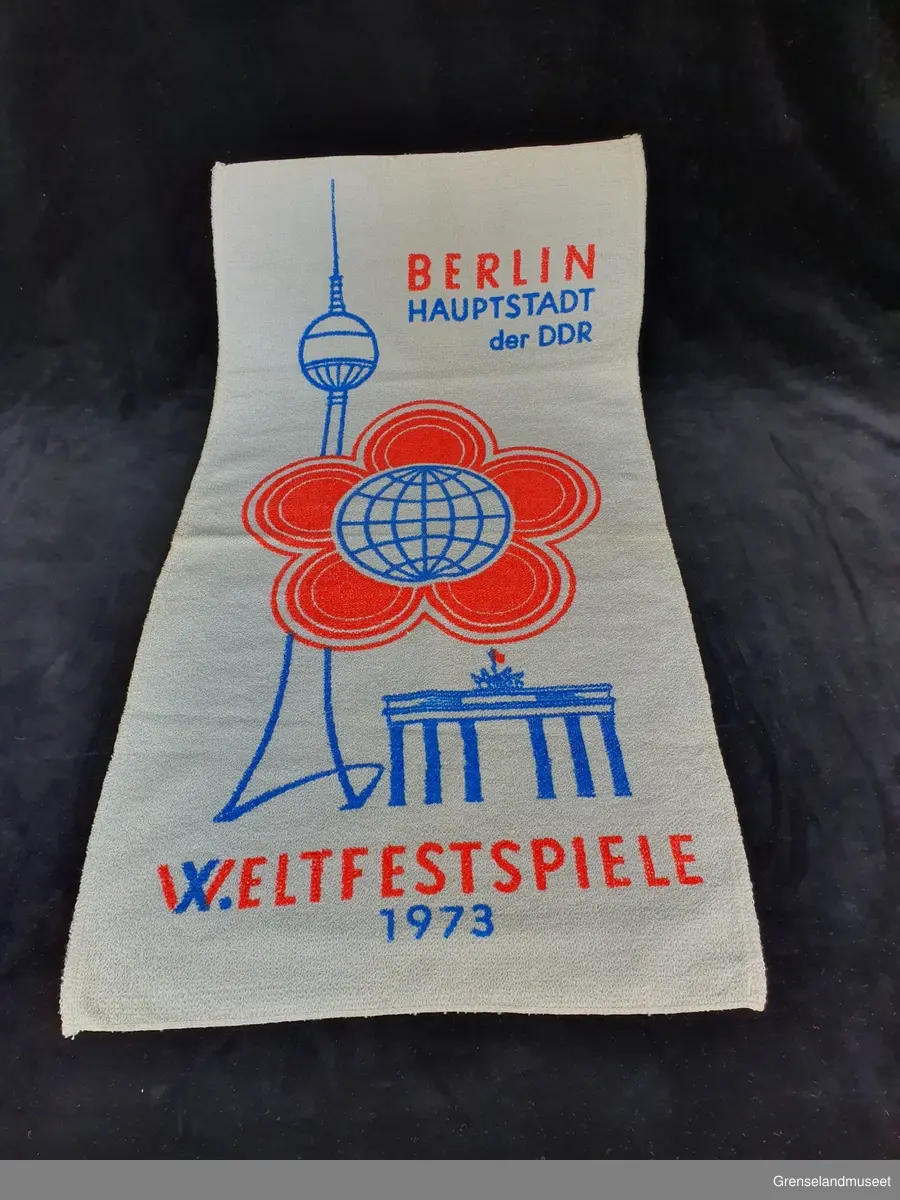 BERLIN
HAUPTSTADT
der DDR
X. WELTFESTSPIELE
1973
Grenselandmuseet